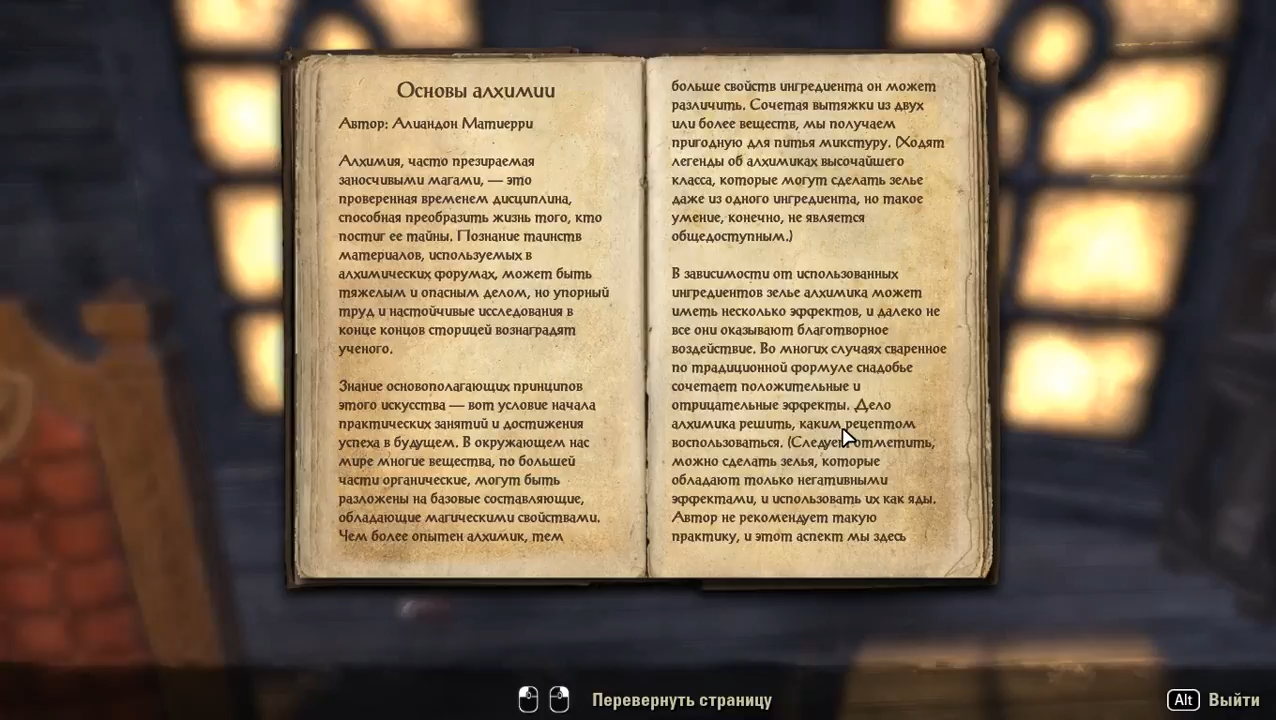 Основы алхимии
Автор: Алиандон Матиерри
Алхимия, часто презираемая
заносчивыми магами, — это
проверенная временем дисциплина,
способная преобразить жизнь того, кто
постиг ее тайны. Познание таинств
материалов, используемых в
алхимических форумах, может быть
тяжелым и опасным делом, но упорный
труд и настойчивые исследования в
конце концов сторицей вознаградят
ученого.
Знание основополагающих принципов
этого искусства — вот условие начала
практических занятий и достижения
успеха в будущем. В окружающем нас
мире многие вещества, по большей
части органические, могут быть
разложены на базовые составляющие,
обладающие магическими свойствами.
Чем более опытен алхимик, тем
больше свойств ингредиента он может
различить. Сочетая вытяжки из двух
или более веществ, мы получаем
пригодную для питья микстуру. (Ходят
легенды об алхимиках высочайшего
класса, которые могут сделать зелье
даже из одного ингредиента, но такое
умение, конечно, не является
общедоступным.)
В зависимости от использованных
ингредиентов зелье алхимика может
иметь несколько эффектов, и далеко не
все они оказывают благотворное
воздействие. Во многих случаях сваренное
по традиционной формуле снадобье
сочетает положительные и
отрицательные эффекты. Дело
алхимика решить, каким рецептом
воспользоваться. (Следует отметить,
можно сделать зелья, которые
обладают только негативными
эффектами, и использовать их как яды.
Автор не рекомендует такую
практику, и этот аспект мы здесь
Перевернуть страницу
Alt Выйти